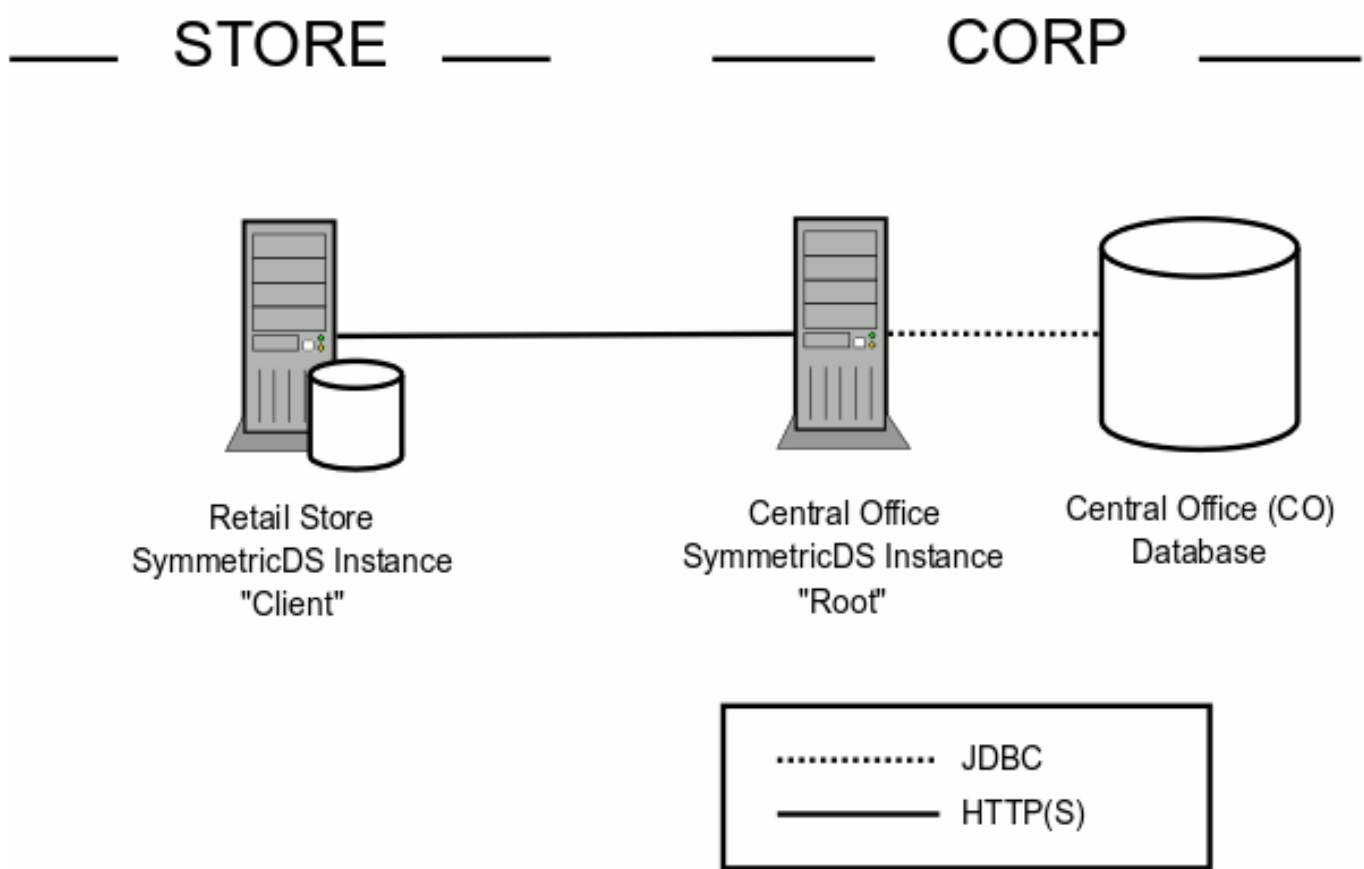 STORE
CORP
Retail Store
SymmetricDS Instance
"Client"
Central Office
SymmetricDS Instance
"Root"
Central Office (CO)
Database
JDBC
HTTP(S)